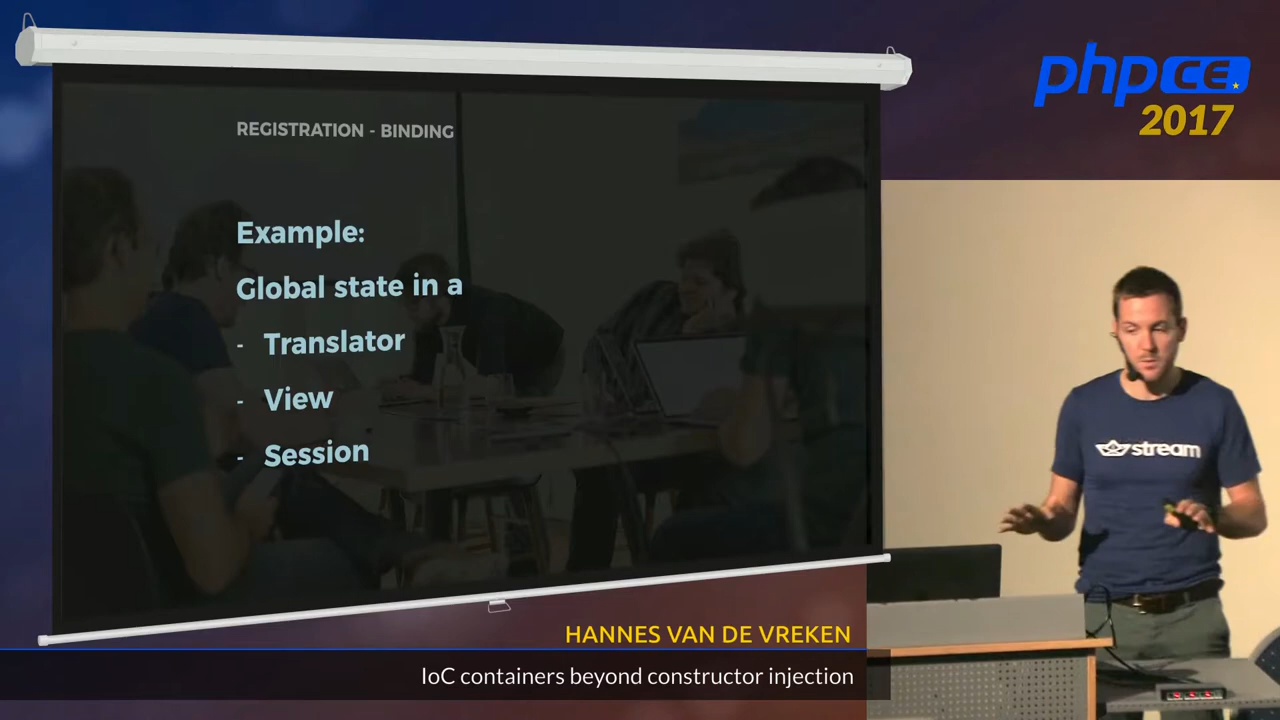 REGISTRATION - BINDING
Example:
Global state in a
- Translator
- View
- Session
phpCE
2017
stream
HANNES VAN DE VREKEN
IoC containers beyond constructor injection